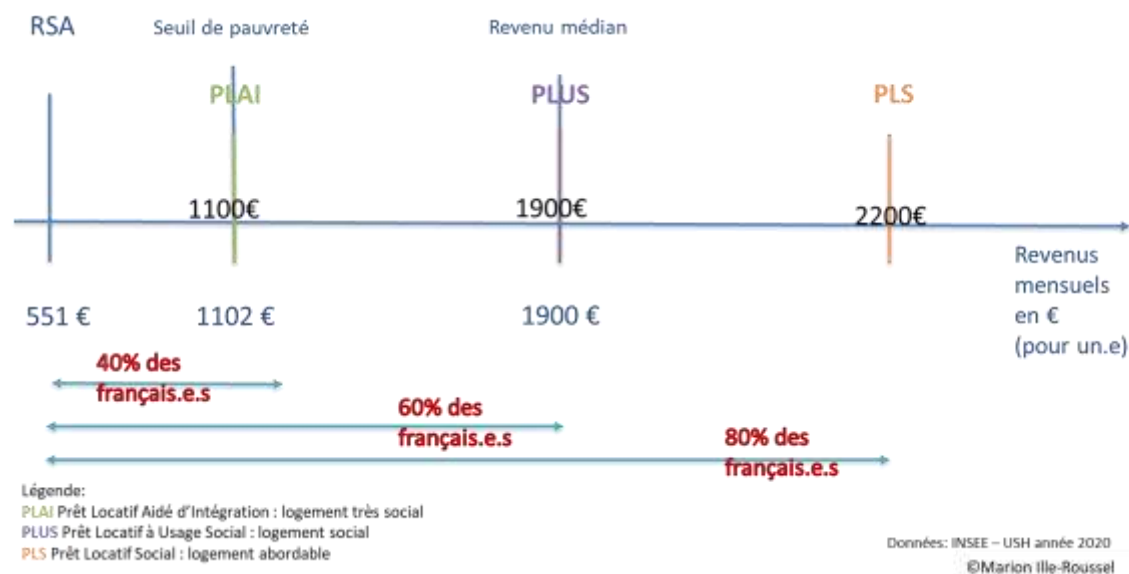 RSA
Seuil de pauvreté
Revenu médian
PLAI
PLUS
PLS
1100€
1900€
2200€
Revenus
mensuels
en €
(pour un.e)
551 €
1102 €
1900 €
40% des
français.e.s
60% des
français.e.s
80% des
français.e.s
Légende:
PLAI Prêt Locatif Aidé d'Intégration : logement très social
PLUS Prêt Locatif à Usage Social : logement social
PLS Prêt Locatif Social : logement abordable
Données: INSEE – USH année 2020
©Marion Ille-Roussel